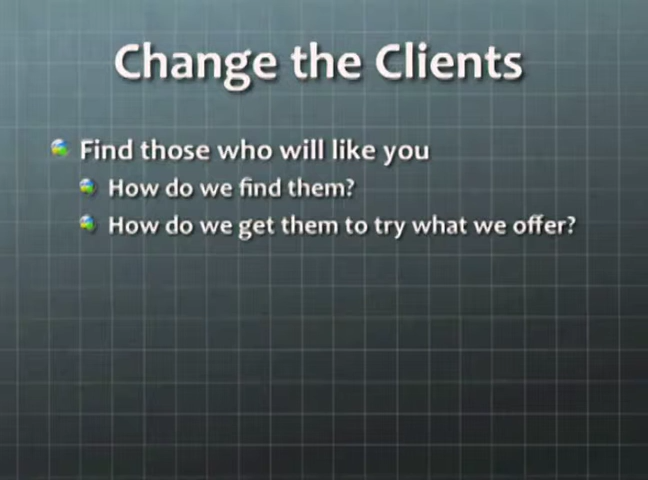 Change the Clients
Find those who will like you
How do we find them?
How do we get them to try what we offer?